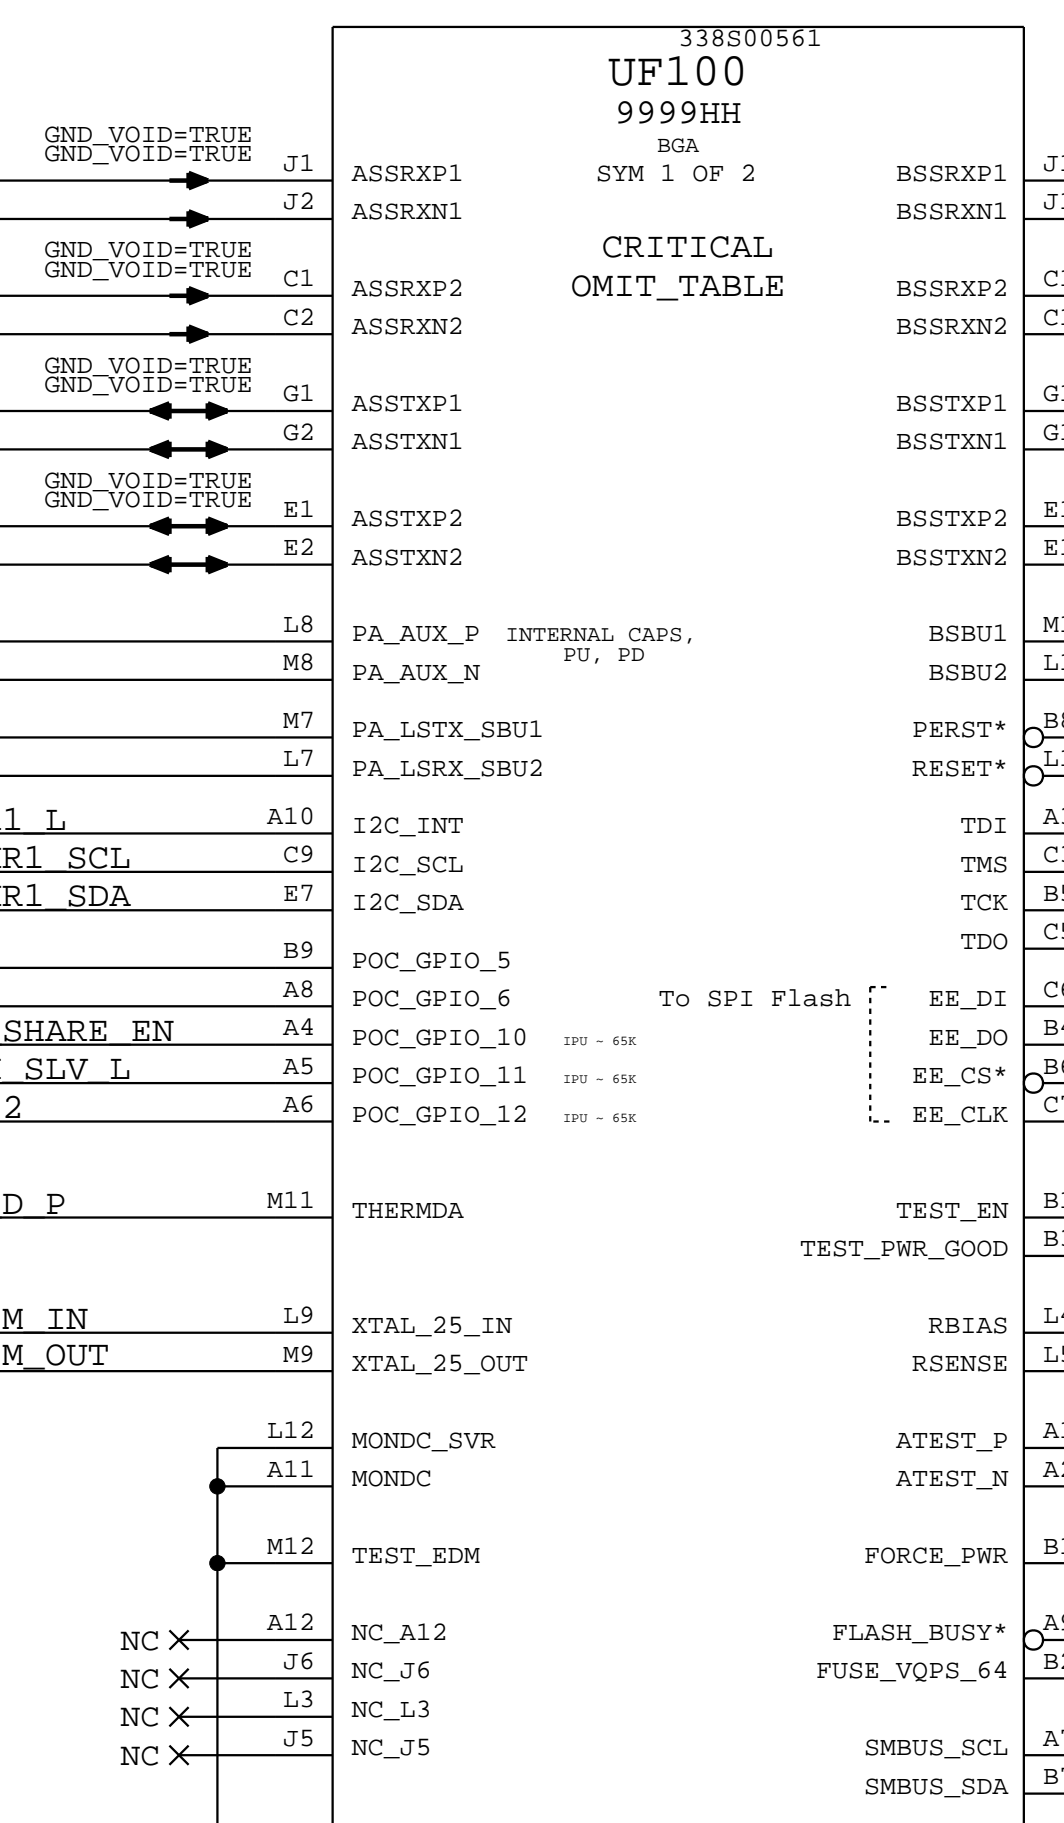 338S00561
UF100
9999HH
BGA
SYM 1 OF 2
CRITICAL
OMIT_TABLE
GND_VOID=TRUE
GND_VOID=TRUE
J1 ASSRXP1 BSSRXP1
J2 ASSRXN1 BSSRXN1
GND_VOID=TRUE
GND_VOID=TRUE
C1 ASSRXP2 BSSRXP2
C2 ASSRXN2 BSSRXN2
GND_VOID=TRUE
GND_VOID=TRUE
G1 ASSTXP1 BSSTXP1
G2 ASSTXN1 BSSTXN1
GND_VOID=TRUE
GND_VOID=TRUE
E1 ASSTXP2 BSSTXP2
E2 ASSTXN2 BSSTXN2
L8 PA_AUX_P INTERNAL CAPS, BSBU1
PU, PD
M8 PA_AUX_N BSBU2
M7 PA_LSTX_SBU1 PERST*
L7 PA_LSRX_SBU2 RESET*
1_L A10 I2C_INT TDI
R1_SCL C9 I2C_SCL TMS
R1_SDA E7 I2C_SDA TCK
TDO
B9 POC_GPIO_5
A8 POC_GPIO_6 To SPI Flash EE_DI
SHARE_EN A4 POC_GPIO_10 IPU ~ 65K EE_DO
_SLV_L A5 POC_GPIO_11 IPU ~ 65K EE_CS*
2 A6 POC_GPIO_12 IPU ~ 65K EE_CLK
D_P M11 THERMDA TEST_EN
TEST_PWR_GOOD
M_IN L9 XTAL_25_IN RBIAS
M_OUT M9 XTAL_25_OUT RSENSE
L12 MONDC_SVR ATEST_P
A11 MONDC ATEST_N
M12 TEST_EDM FORCE_PWR
NC A12 NC_A12 FLASH_BUSY*
NC J6 NC_J6 FUSE_VQPS_64
NC L3 NC_L3
NC J5 NC_J5 SMBUS_SCL
SMBUS_SDA